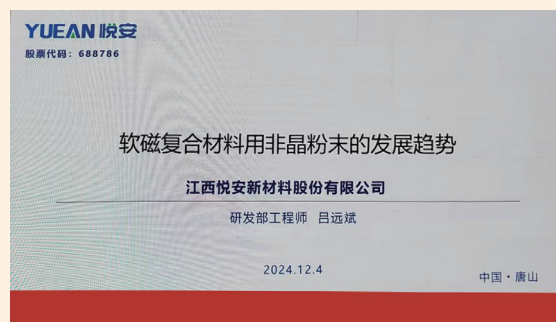 YUEAN 悦安
股票代码：688786
软磁复合材料用非晶粉末的发展趋势
江西悦安新材料股份有限公司
研发部工程师 吕远斌
2024.12.4
中国·唐山